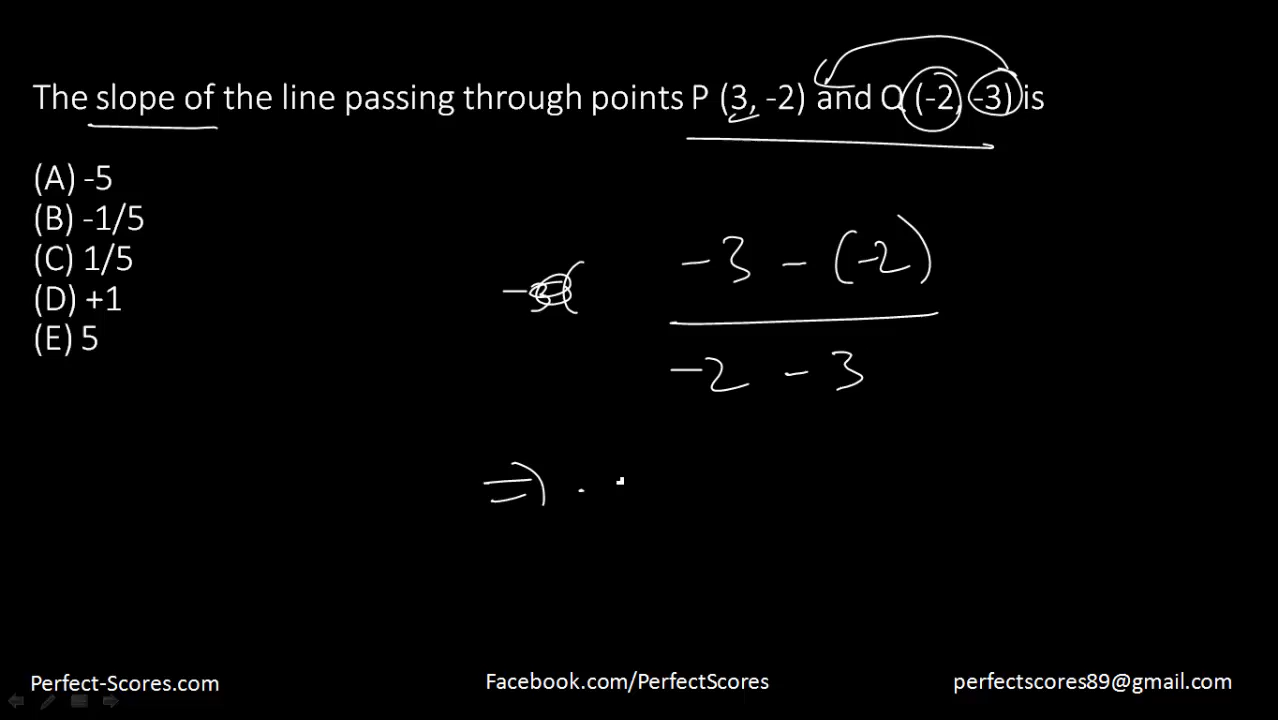 The slope of the line passing through points P (3, -2) and Q (-2, -3) is
(A) -5
(B) -1/5
(C) 1/5
(D) +1
(E) 5
-3 - (-2)
-2 - 3
⇒
Perfect-Scores.com
Facebook.com/PerfectScores
perfectscores89@gmail.com